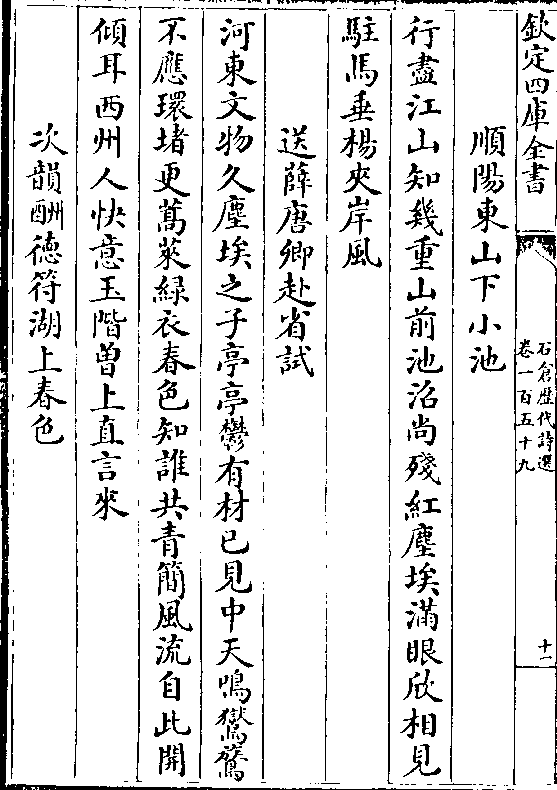 欽定四庫全書
石倉歴代詩選
卷一百五十九
十一
順陽東山下小池
行盡江山知幾重山前池沼尚殘紅塵埃滿眼欣相見
駐馬垂楊夾岸風
送薛唐卿赴省試
河東文物久塵埃之子亭亭鬱有材已見中天鳴鸑鷟
不應環堵更蒿萊緑衣春色知誰共青簡風流自此開
傾耳西州人快意玉階曽上直言來
次韻酬德符湖上春色